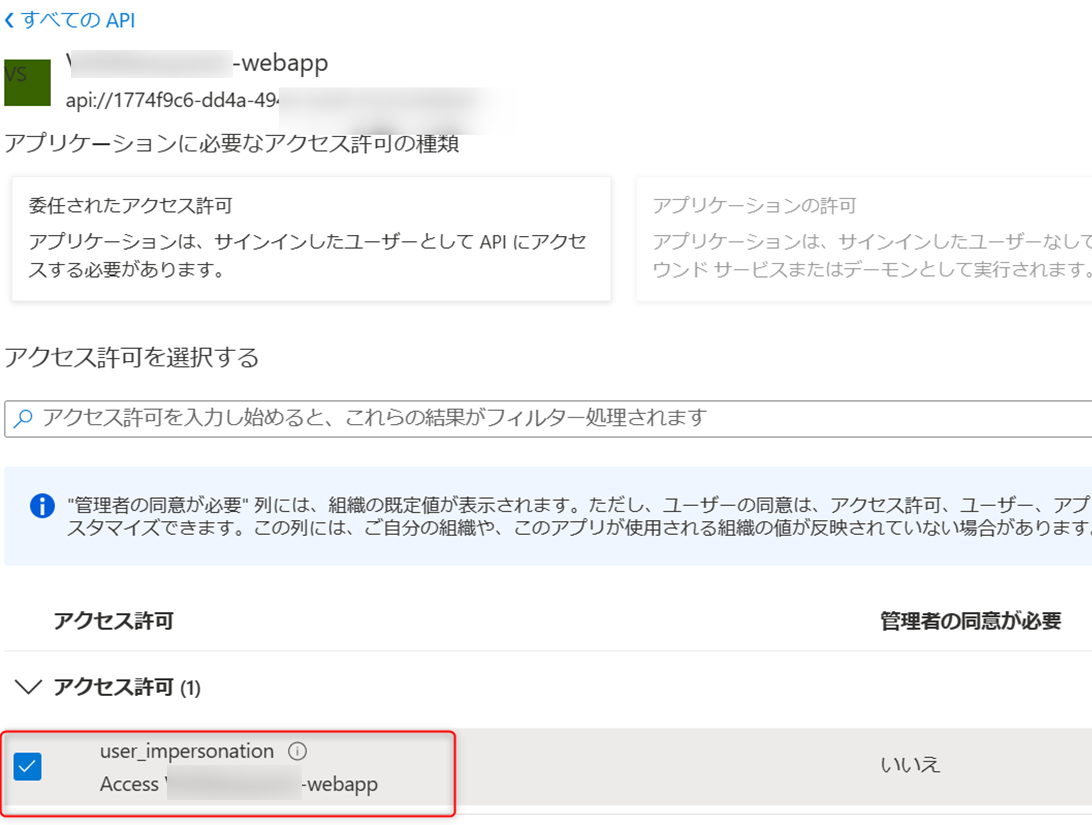 すべての API
VS
-webapp
api://1774f9c6-dd4a-494
アプリケーションに必要なアクセス許可の種類
委任されたアクセス許可
アプリケーションは、サインインしたユーザーとして API にアクセ
スする必要があります。
アプリケーションの許可
アプリケーションは、サインインしたユーザーなしで
ウンド サービスまたはデーモンとして実行されます。
アクセス許可を選択する
アクセス許可を入力し始めると、これらの結果がフィルター処理されます
"管理者の同意が必要" 列には、組織の既定値が表示されます。ただし、ユーザーの同意は、アクセス許可、ユーザー、アプ
スタマイズできます。この列には、ご自分の組織や、このアプリが使用される組織の値が反映されていない場合があります。
アクセス許可
管理者の同意が必要
アクセス許可 (1)
user_impersonation
Access
-webapp
いいえ